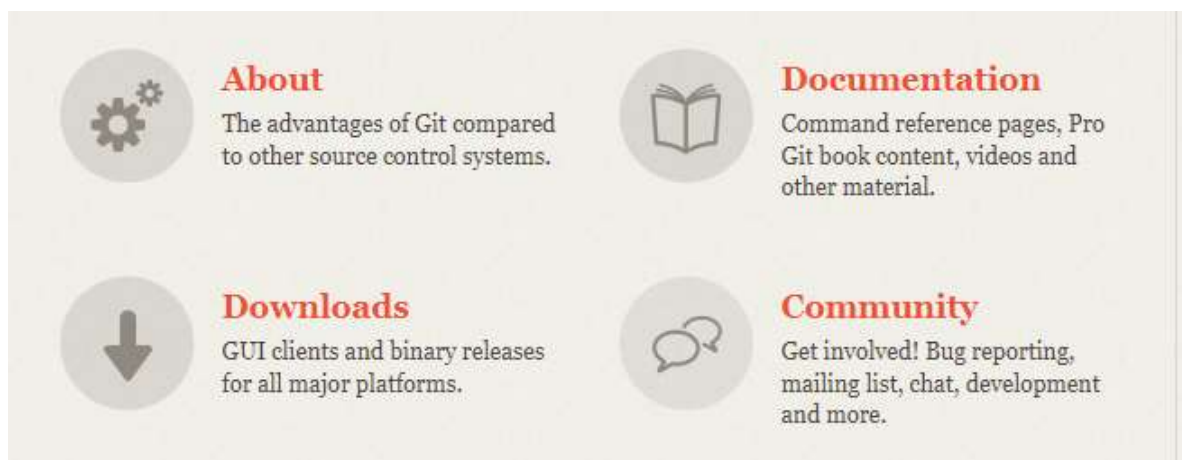 About
The advantages of Git compared
to other source control systems.
Documentation
Command reference pages, Pro
Git book content, videos and
other material.
Downloads
GUI clients and binary releases
for all major platforms.
Community
Get involved! Bug reporting,
mailing list, chat, development
and more.